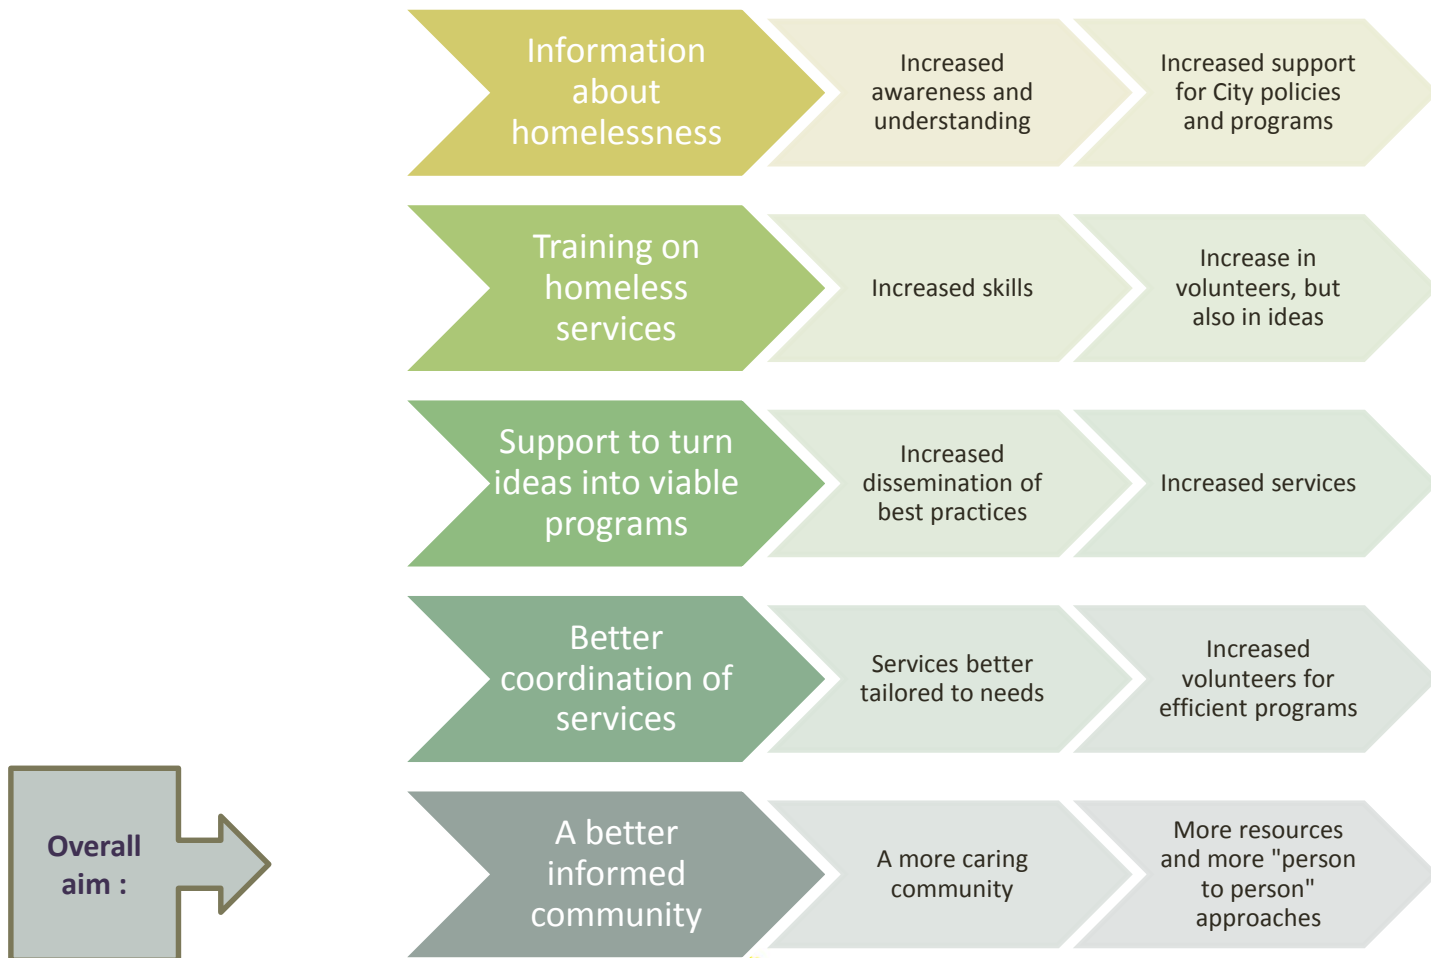 Information
about
homelessness
Increased
awareness and
understanding
Increased support
for City policies
and programs
Training on
homeless
services
Increased skills
Increase in
volunteers, but
also in ideas
Support to turn
ideas into viable
programs
Increased
dissemination of
best practices
Increased services
Better
coordination of
services
Services better
tailored to needs
Increased
volunteers for
efficient programs
Overall
aim :
A better
informed
community
A more caring
community
More resources
and more "person
to person"
approaches